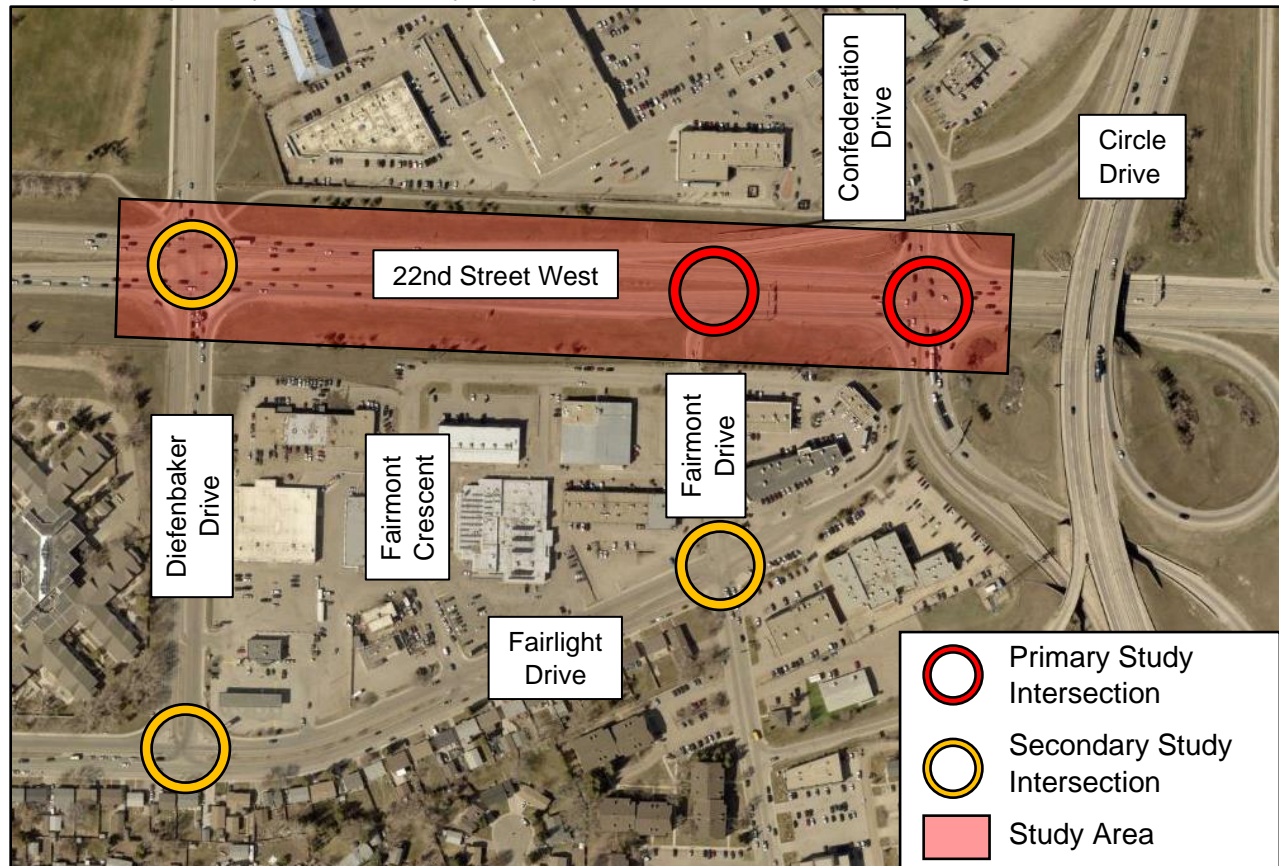 Confederation
Drive
Circle
Drive
22nd Street West
Diefenbaker
Drive
Fairmont
Crescent
Fairmont
Drive
Fairlight
Drive
Primary Study
Intersection
Secondary Study
Intersection
Study Area